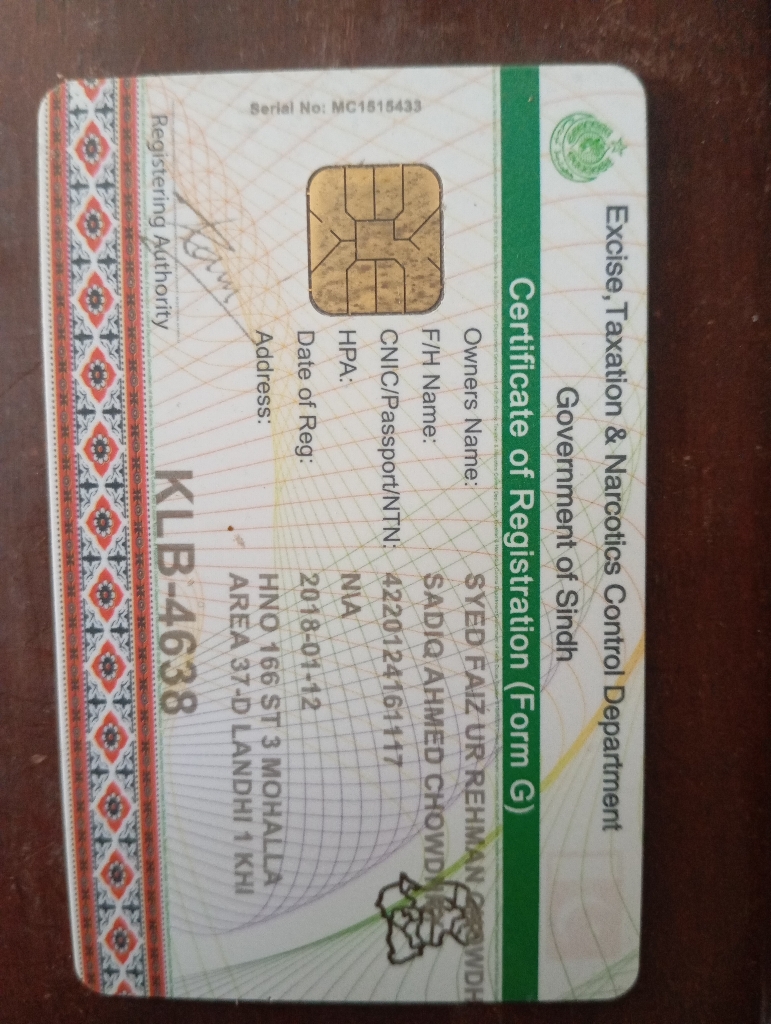 Excise,Taxation & Narcotics Control Department
Government of Sindh
Certificate of Registration (Form G)
Serial No: MC1515433
Owners Name: SYED FAIZ UR REHMAN CHOWDH
F/H Name: SADIQ AHMED
CNIC/Passport/NTN: 4220124161117
HPA: N\A
Date of Reg: 2018-01-12
Address: HNO 166 ST 3 MOHALLA
AREA 37-D LANDHI 1 KHI
Registering Authority
KLB-4638